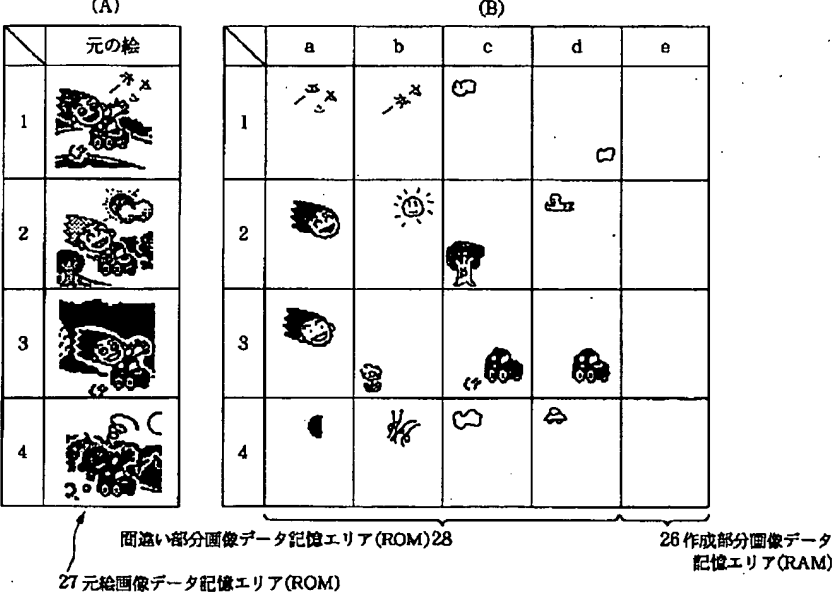 (A)
(B)
元の絵
a b c d e
1 1
2 2
3 3
4 4
間違い部分画像データ記憶エリア(ROM)28
26 作成部分画像データ
記憶エリア(RAM)
27 元絵画像データ記憶エリア(ROM)